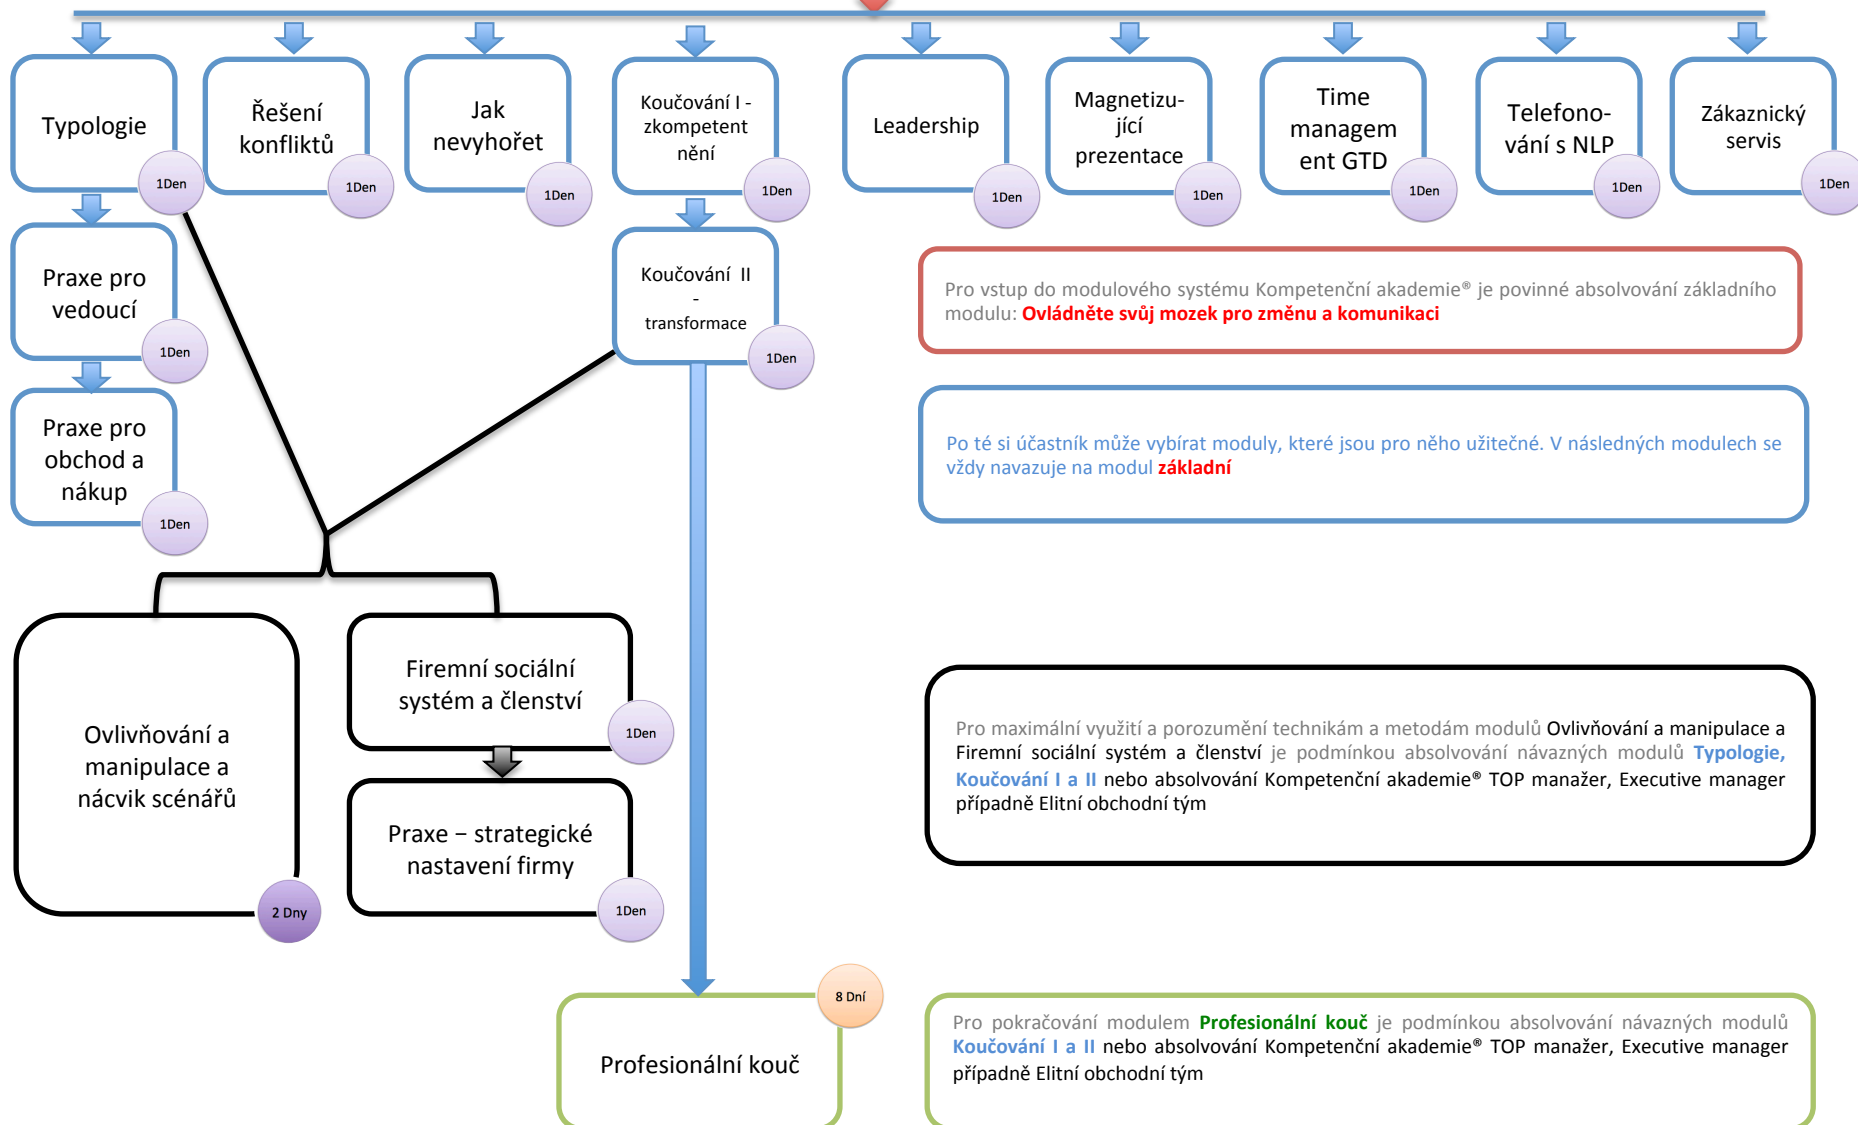 Typologie
1Den
Řešení
konfliktů
1Den
Jak
nevyhořet
1Den
Koučování I -
zkompetent
nění
1Den
Leadership
1Den
Magnetizu-
jící
prezentace
1Den
Time
managem
ent GTD
1Den
Telefono-
vání s NLP
1Den
Zákaznický
servis
1Den
Praxe pro
vedoucí
1Den
Koučování II
-
transformace
1Den
Pro vstup do modulového systému Kompetenční akademie® je povinné absolvování základního
modulu: Ovládněte svůj mozek pro změnu a komunikaci
Praxe pro
obchod a
nákup
1Den
Po té si účastník může vybírat moduly, které jsou pro něho užitečné. V následných modulech se
vždy navazuje na modul základní
Ovlivňování a
manipulace a
nácvik scénářů
2 Dny
Firemní sociální
systém a členství
1Den
Praxe – strategické
nastavení firmy
1Den
Pro maximální využití a porozumění technikám a metodám modulů Ovlivňování a manipulace a
Firemní sociální systém a členství je podmínkou absolvování návazných modulů Typologie,
Koučování I a II nebo absolvování Kompetenční akademie® TOP manažer, Executive manager
případně Elitní obchodní tým
8 Dní
Profesionální kouč
Pro pokračování modulem Profesionální kouč je podmínkou absolvování návazných modulů
Koučování I a II nebo absolvování Kompetenční akademie® TOP manažer, Executive manager
případně Elitní obchodní tým